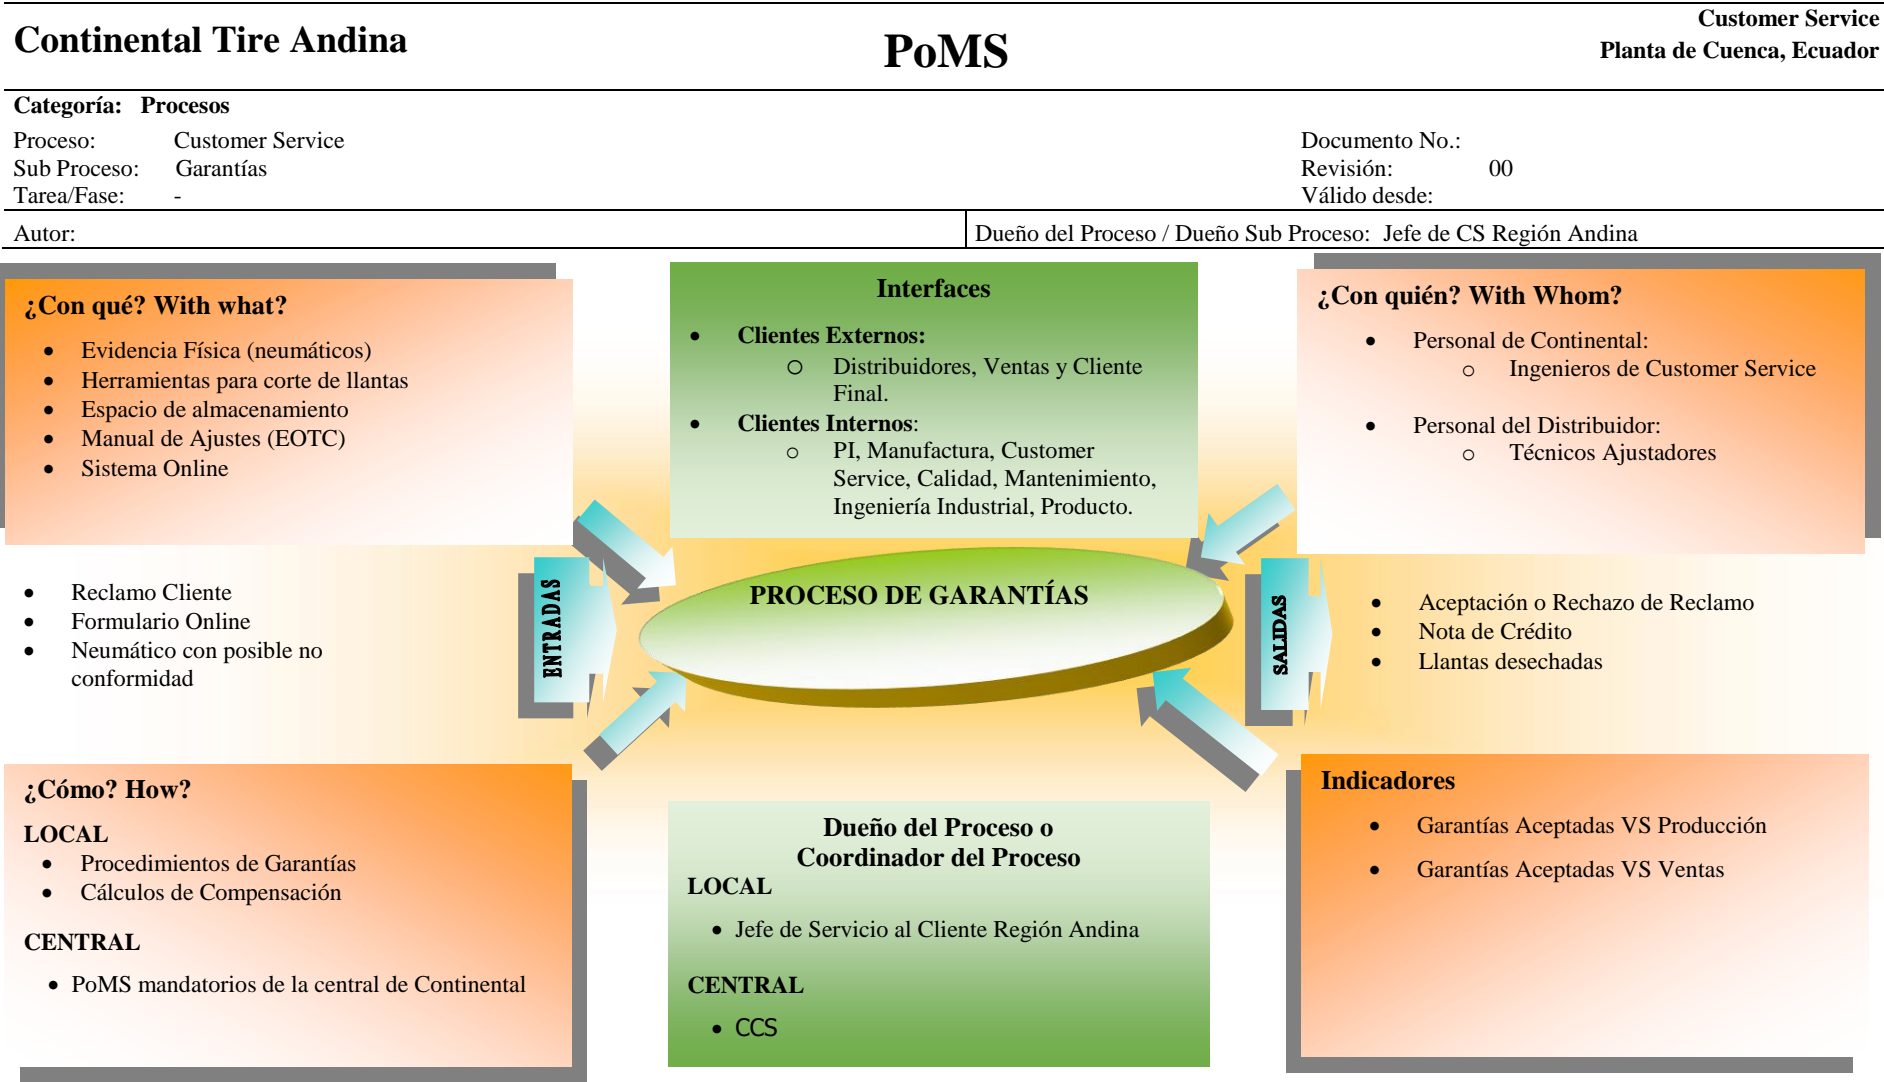 Continental Tire Andina
PoMS
Customer Service
Planta de Cuenca, Ecuador
Categoría: Procesos
Proceso: Customer Service
Sub Proceso: Garantías
Tarea/Fase: -
Documento No.:
Revisión: 00
Válido desde:
Autor:
Dueño del Proceso / Dueño Sub Proceso: Jefe de CS Región Andina
¿Con qué? With what?
• Evidencia Física (neumáticos)
• Herramientas para corte de llantas
• Espacio de almacenamiento
• Manual de Ajustes (EOTC)
• Sistema Online
Interfaces
• Clientes Externos:
o Distribuidores, Ventas y Cliente
Final.
• Clientes Internos:
o PI, Manufactura, Customer
Service, Calidad, Mantenimiento,
Ingeniería Industrial, Producto.
¿Con quién? With Whom?
• Personal de Continental:
o Ingenieros de Customer Service
• Personal del Distribuidor:
o Técnicos Ajustadores
• Reclamo Cliente
• Formulario Online
• Neumático con posible no
conformidad
ENTRADAS
PROCESO DE GARANTÍAS
SALIDAS
• Aceptación o Rechazo de Reclamo
• Nota de Crédito
• Llantas desechadas
¿Cómo? How?
LOCAL
• Procedimientos de Garantías
• Cálculos de Compensación
CENTRAL
• PoMS mandatorios de la central de Continental
Dueño del Proceso o
Coordinador del Proceso
LOCAL
• Jefe de Servicio al Cliente Región Andina
CENTRAL
• CCS
Indicadores
• Garantías Aceptadas VS Producción
• Garantías Aceptadas VS Ventas